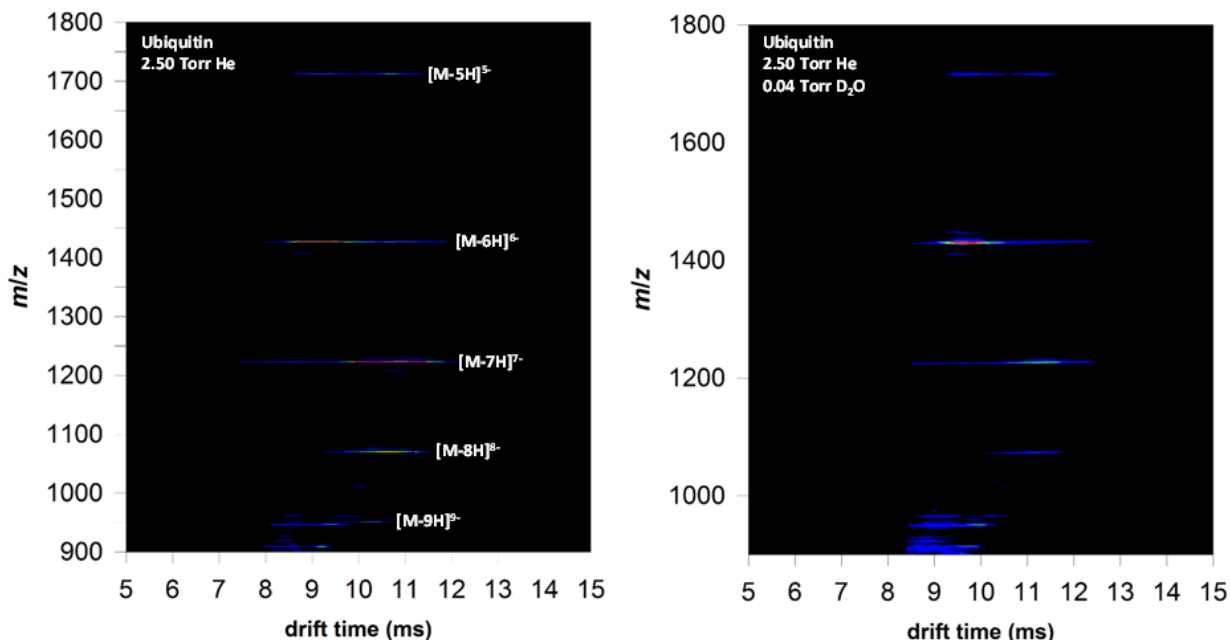 1800
1700
1600
1500
1400
1300
1200
1100
1000
900
m/z
Ubiquitin
2.50 Torr He
[M-5H]⁵⁻
[M-6H]⁶⁻
[M-7H]⁷⁻
[M-8H]⁸⁻
[M-9H]⁹⁻
5 6 7 8 9 10 11 12 13 14 15
drift time (ms)
1800
1600
1400
1200
1000
m/z
Ubiquitin
2.50 Torr He
0.04 Torr D₂O
5 6 7 8 9 10 11 12 13 14 15
drift time (ms)